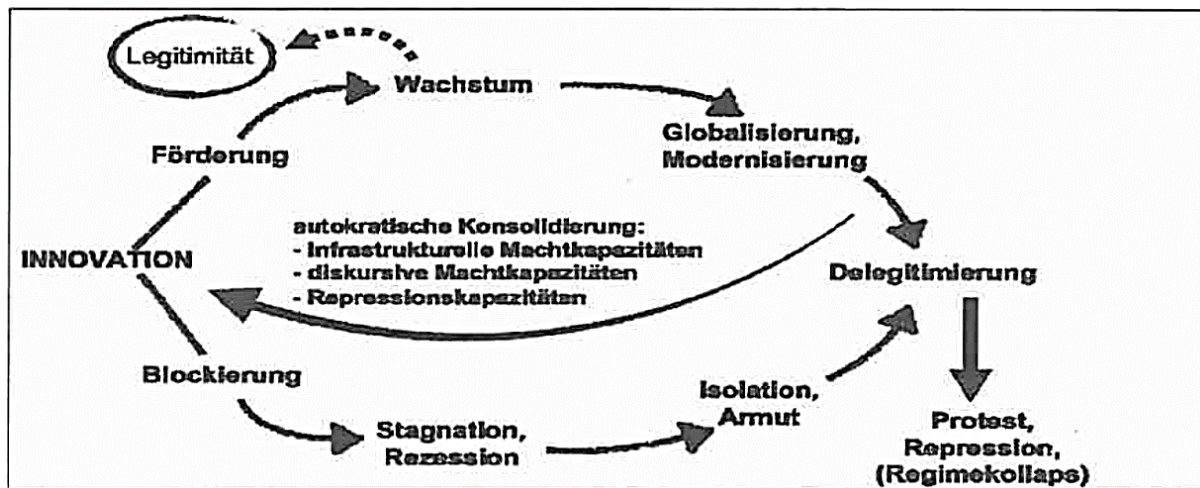 Legitimität
Wachstum
Globalisierung,
Modernisierung
Förderung
autokratische Konsolidierung:
- Infrastrukturelle Machtkapazitäten
- diskursive Machtkapazitäten
- Repressionskapazitäten
INNOVATION
Delegitimierung
Blockierung
Isolation,
Armut
Stagnation,
Rezession
Protest,
Repression,
(Regimekollaps)